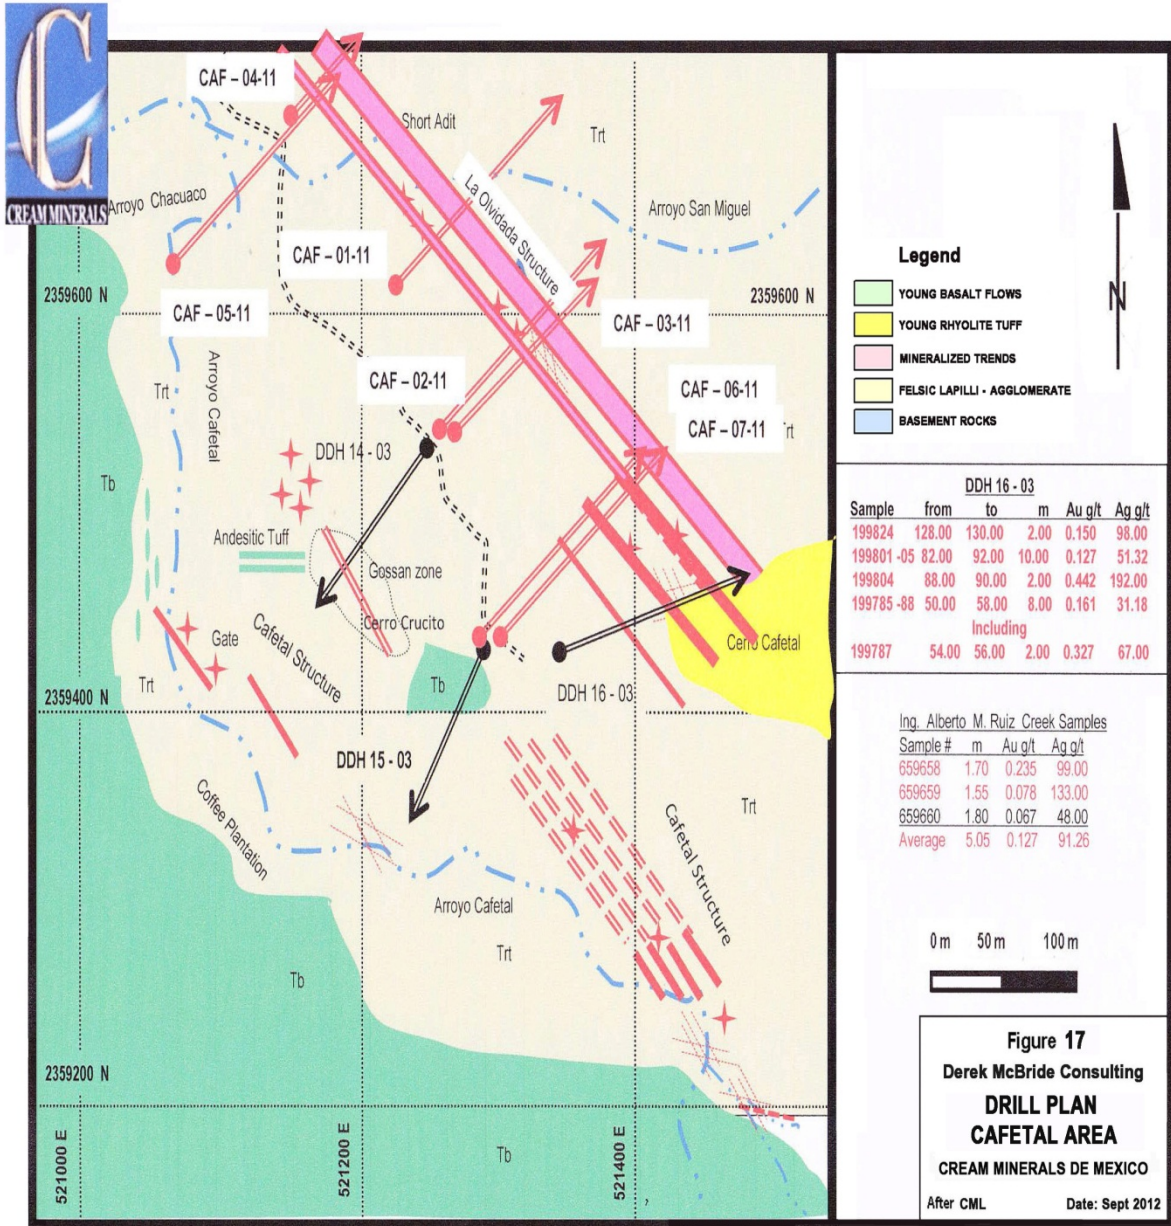 CREAM MINERALS
CAF – 04-11
Short Adit
Trt
Arroyo Chacuaco
La Olvidada Structure
Arroyo San Miguel
CAF – 01-11
2359600 N
2359600 N
CAF – 05-11
CAF – 03-11
Arroyo Cafetal
Trt
CAF – 02-11
CAF – 06-11
CAF – 07-11
Trt
DDH 14 - 03
Tb
Andesitic Tuff
Gossan zone
Cerro Crucito
Cafetal Structure
Gate
Cerro Cafetal
Trt
Tb
DDH 16 - 03
2359400 N
DDH 15 - 03
Coffee Plantation
Trt
Cafetal Structure
Arroyo Cafetal
Trt
Tb
2359200 N
Tb
521000 E
521200 E
521400 E
N
Legend
YOUNG BASALT FLOWS
YOUNG RHYOLITE TUFF
MINERALIZED TRENDS
FELSIC LAPILLI - AGGLOMERATE
BASEMENT ROCKS
DDH 16 - 03
Sample from to m Au g/t Ag g/t
199824 128.00 130.00 2.00 0.150 98.00
199801 -05 82.00 92.00 10.00 0.127 51.32
199804 88.00 90.00 2.00 0.442 192.00
199785 -88 50.00 58.00 8.00 0.161 31.18
Including
199787 54.00 56.00 2.00 0.327 67.00
Ing. Alberto M. Ruiz Creek Samples
Sample # m Au g/t Ag g/t
659658 1.70 0.235 99.00
659659 1.55 0.078 133.00
659660 1.80 0.067 48.00
Average 5.05 0.127 91.26
0 m 50 m 100 m
Figure 17
Derek McBride Consulting
DRILL PLAN
CAFETAL AREA
CREAM MINERALS DE MEXICO
After CML Date: Sept 2012